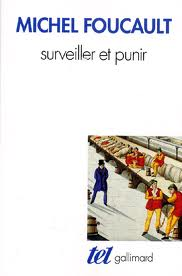 MICHEL FOUCAULT
surveiller et punir
tel gallimard